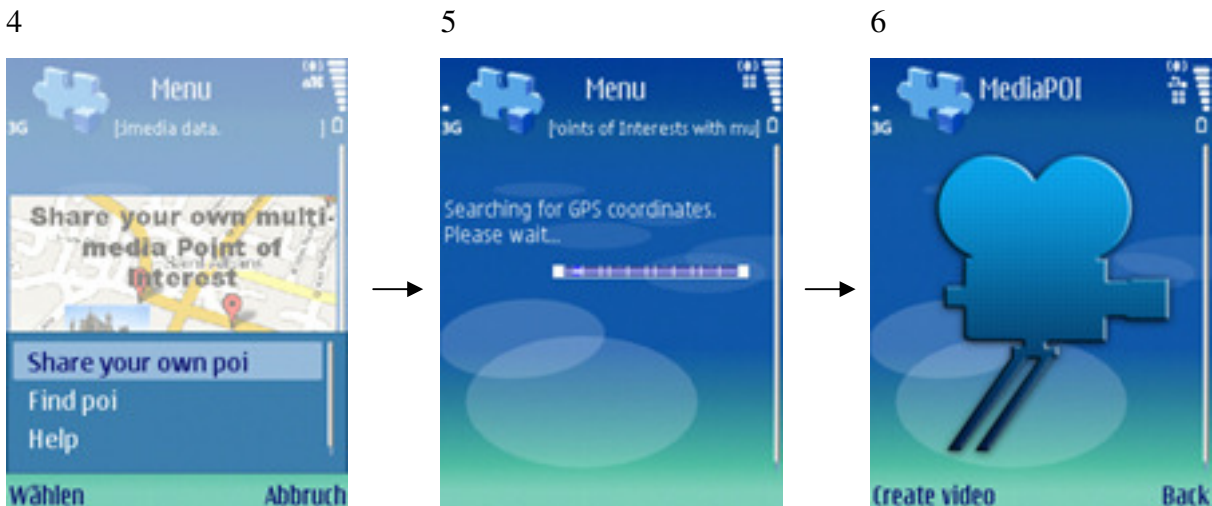 4
5
6
Menu
3G
[:imedia data. ]
Share your own multi-
media Point of
Interest
Share your own poi
Find poi
Help
Wählen Abbruch
Menu
3G
[Points of Interests with mu]
Searching for GPS coordinates.
Please wait...
MediaPOI
3G
Create video Back